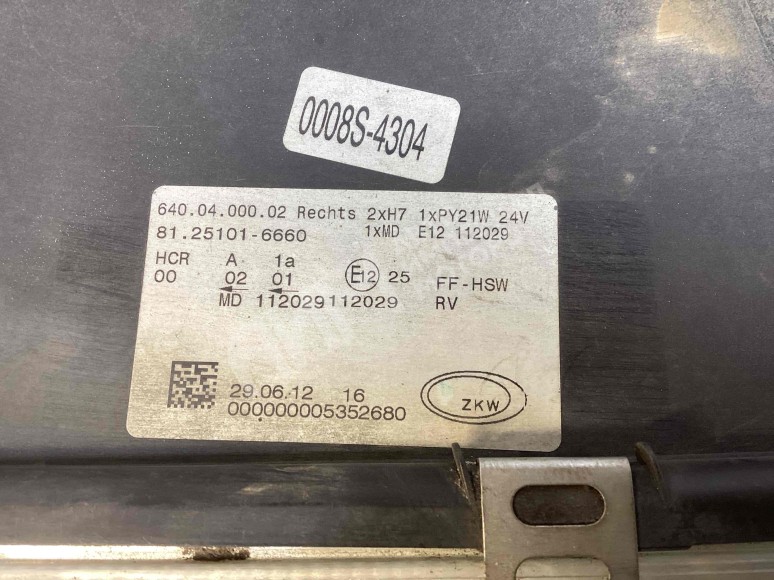 0008S-4304
640.04.000.02 Rechts 2xH7 1xPY21W 24V
81.25101-6660 1xMD E12 112029
HCR A 1a E12 25 FF-HSW
00 02 01 RV
MD 112029112029
29.06.12 16
000000005352680
ZKW